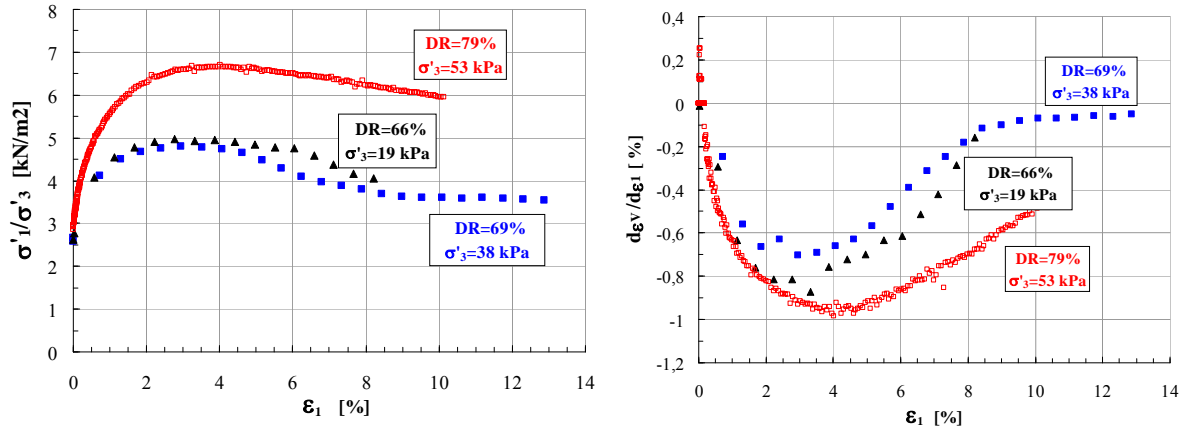 8
7
6
5
4
3
2
1
0
σ'1/σ'3 [kN/m2]
DR=79%
σ'3=53 kPa
DR=66%
σ'3=19 kPa
DR=69%
σ'3=38 kPa
0 2 4 6 8 10 12 14
ε1 [%]
0,4
0,2
0
-0,2
-0,4
-0,6
-0,8
-1
-1,2
dεv/dε1 [ %]
DR=69%
σ'3=38 kPa
DR=66%
σ'3=19 kPa
DR=79%
σ'3=53 kPa
0 2 4 6 8 10 12 14
ε1 [%]